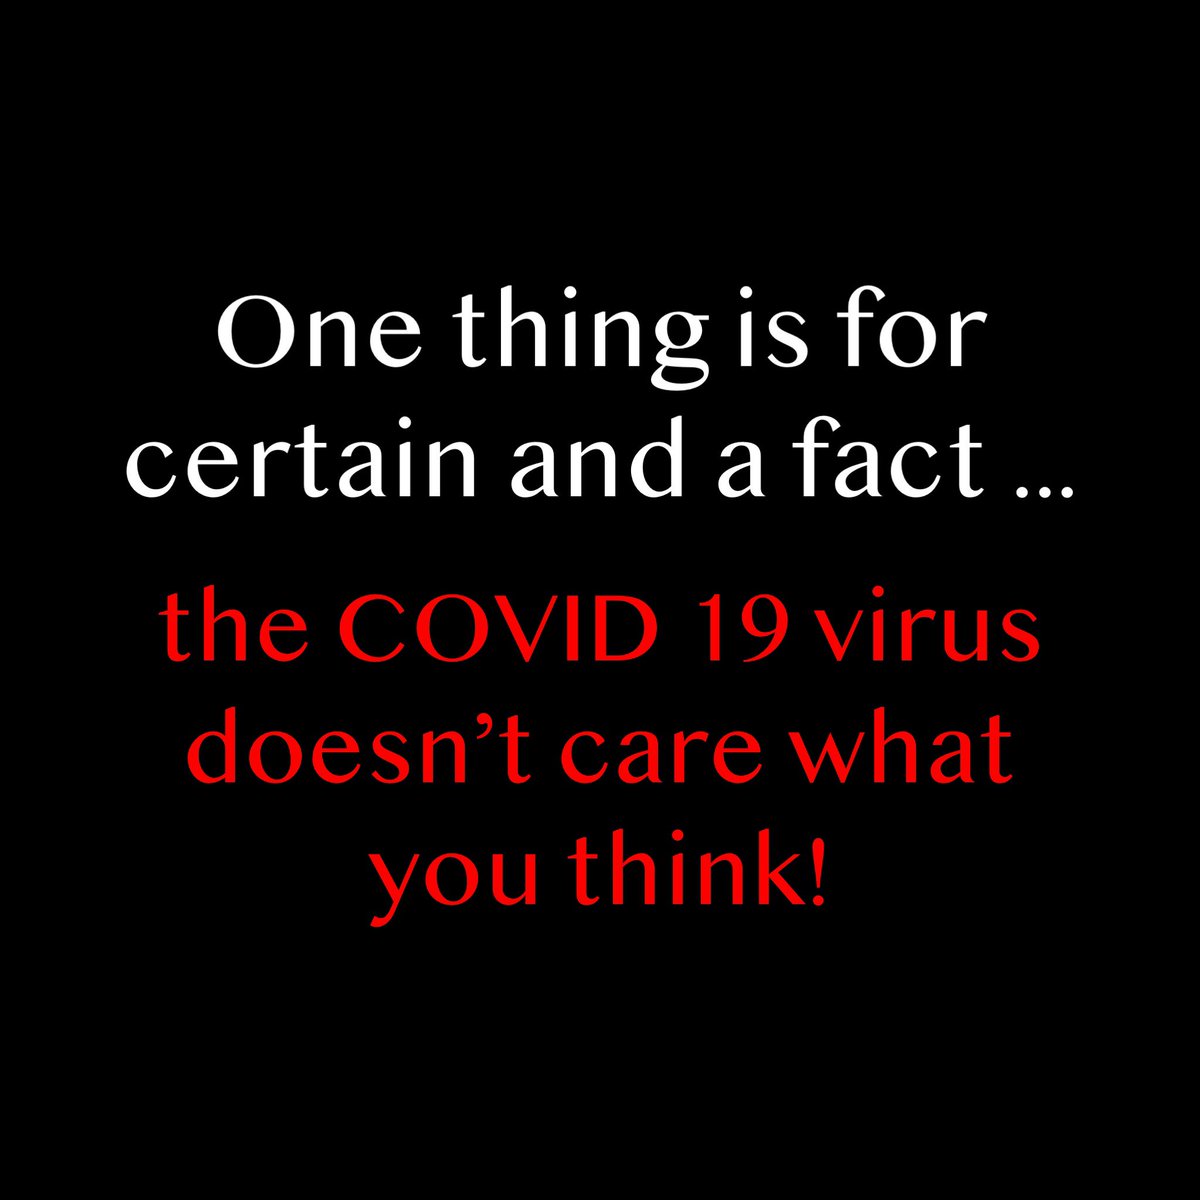 One thing is for
certain and a fact ...
the COVID 19 virus
doesn’t care what
you think!